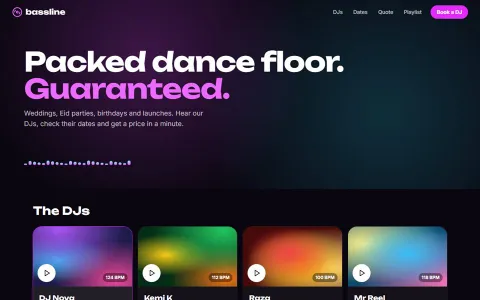 bassline
DJs Dates Quote Playlist Book a DJ
Packed dance floor.
Guaranteed.
Weddings, Eid parties, birthdays and launches. Hear our
DJs, check their dates and get a price in a minute.
The DJs
124 BPM 112 BPM 100 BPM 118 BPM
DJ Nova Kemi K Raza Mr Reel